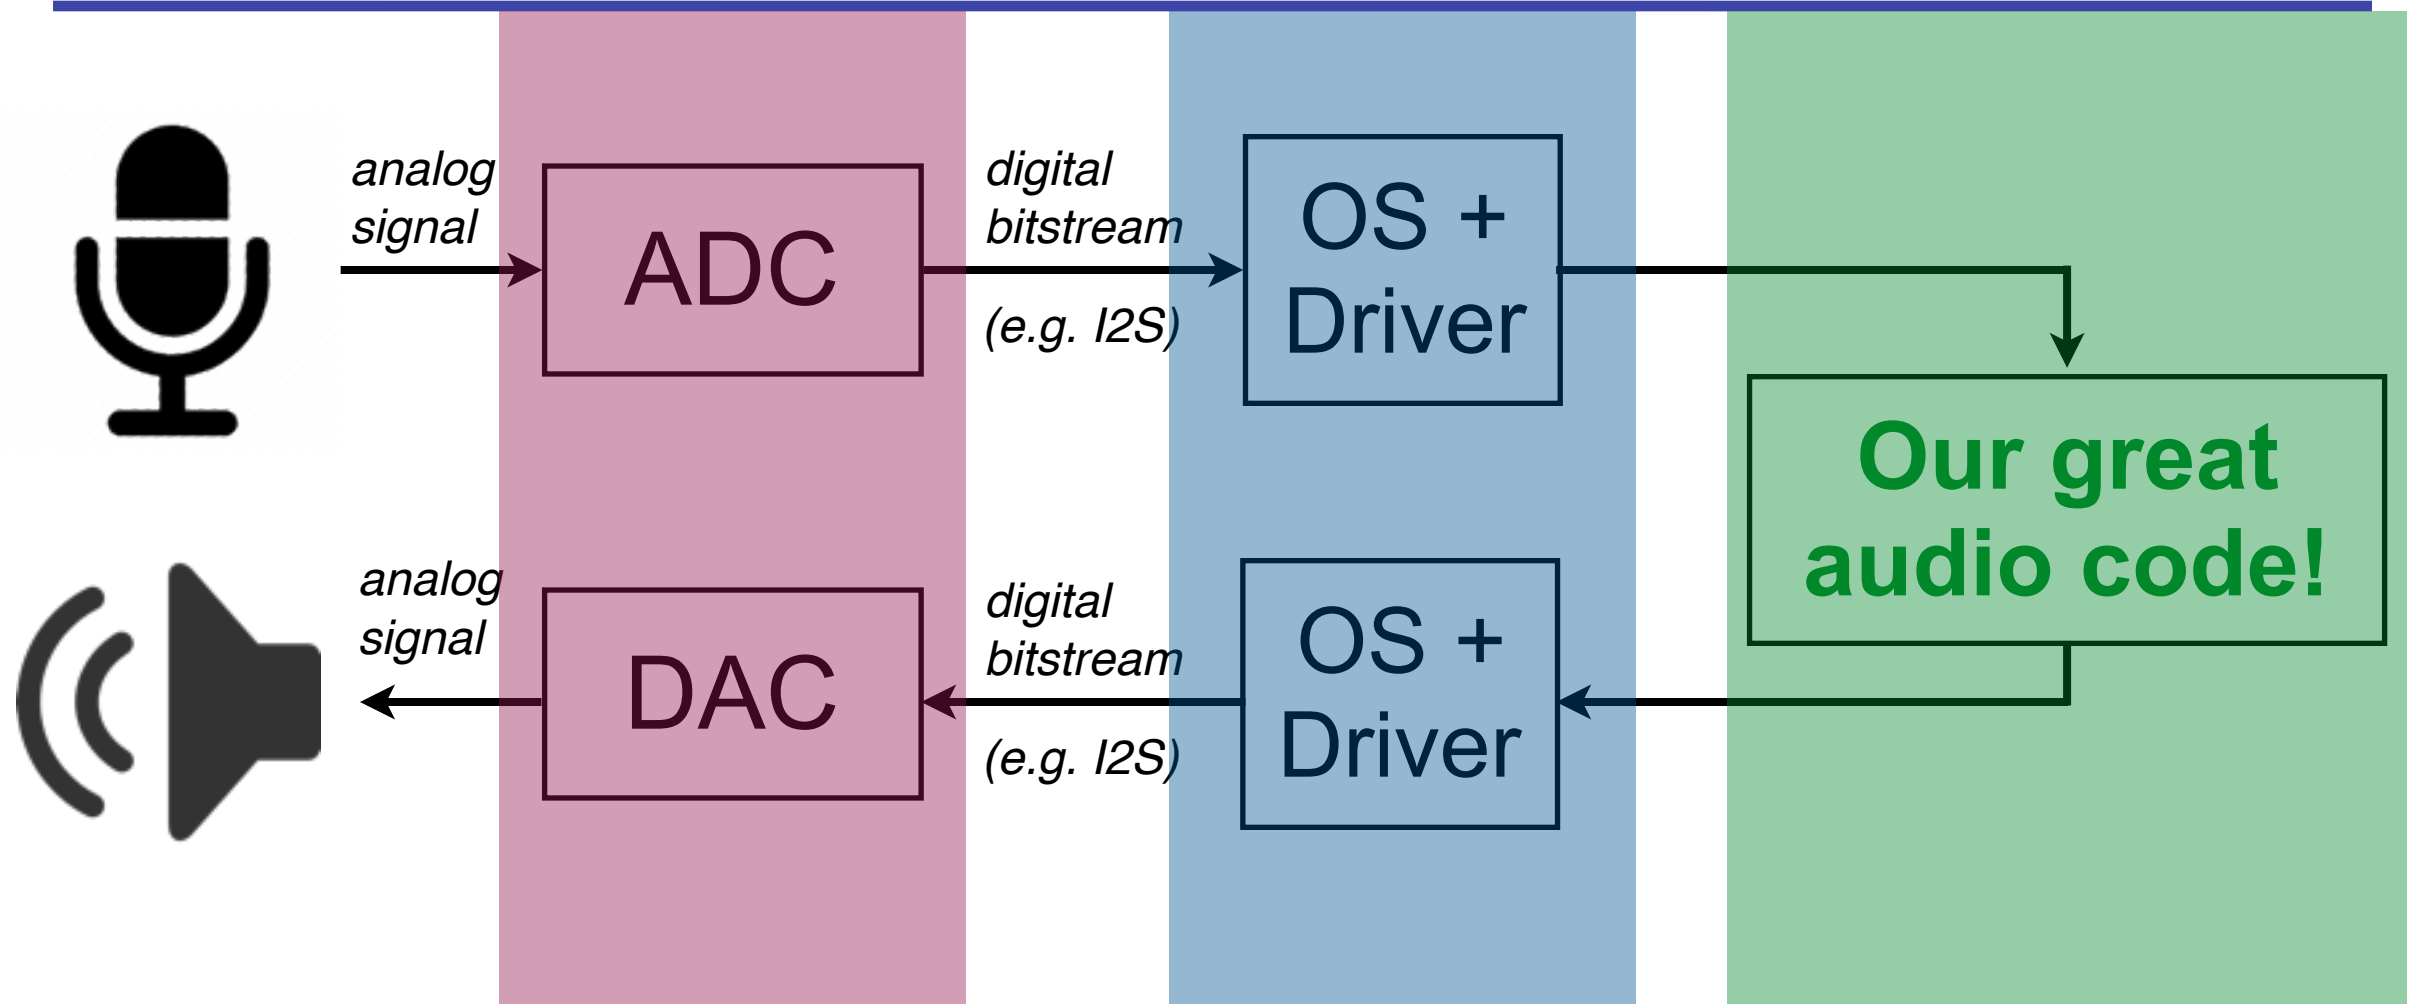 analog
signal
ADC
digital
bitstream
(e.g. I2S)
OS +
Driver
Our great
audio code!
analog
signal
DAC
digital
bitstream
(e.g. I2S)
OS +
Driver